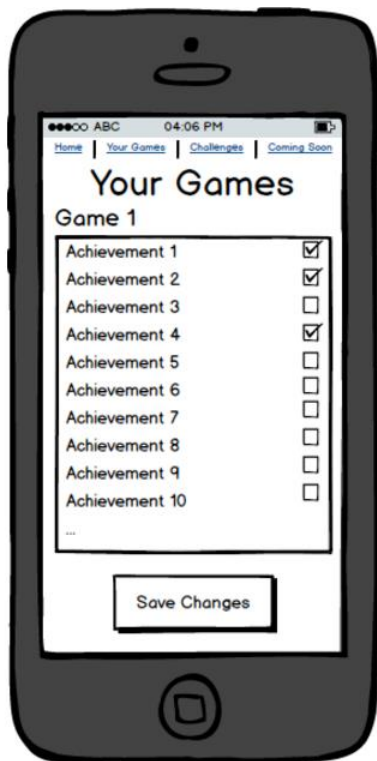 ABC 04:06 PM
Home | Your Games | Challenges | Coming Soon
Your Games
Game 1
Achievement 1
Achievement 2
Achievement 3
Achievement 4
Achievement 5
Achievement 6
Achievement 7
Achievement 8
Achievement 9
Achievement 10
...
Save Changes